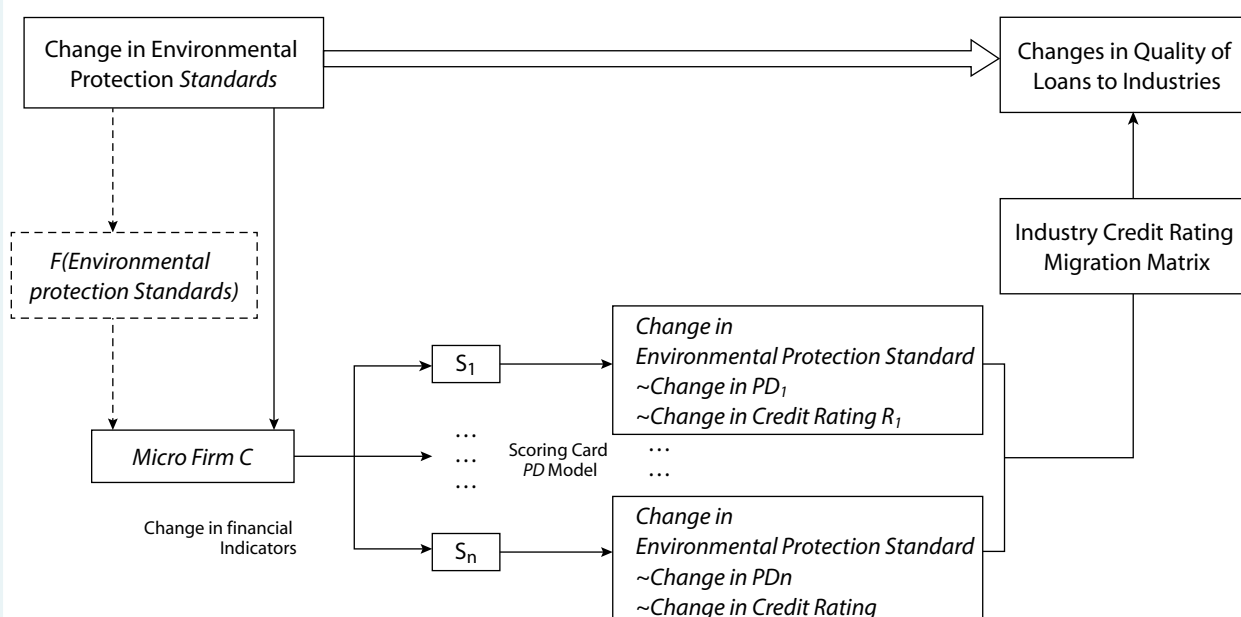 Change in Environmental
Protection Standards
Changes in Quality of
Loans to Industries
F(Environmental
protection Standards)
Industry Credit Rating
Migration Matrix
Change in
Environmental Protection Standard
~Change in PD₁
~Change in Credit Rating R₁
S₁
Micro Firm C
...
...
...
Scoring Card
PD Model
...
...
Change in financial
Indicators
Sₙ
Change in
Environmental Protection Standard
~Change in PDn
~Change in Credit Rating